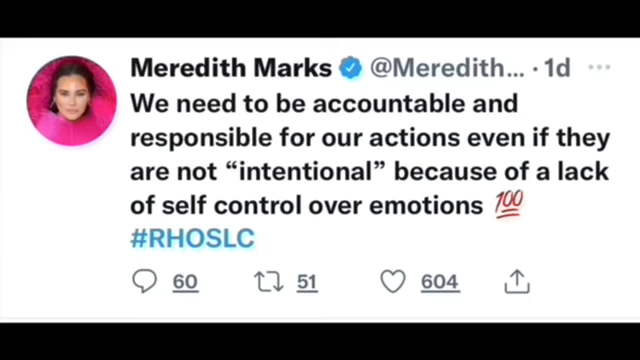 Meredith Marks @Meredith... · 1d ...
We need to be accountable and
responsible for our actions even if they
are not “intentional” because of a lack
of self control over emotions 💯
#RHOSLC
60 51 604